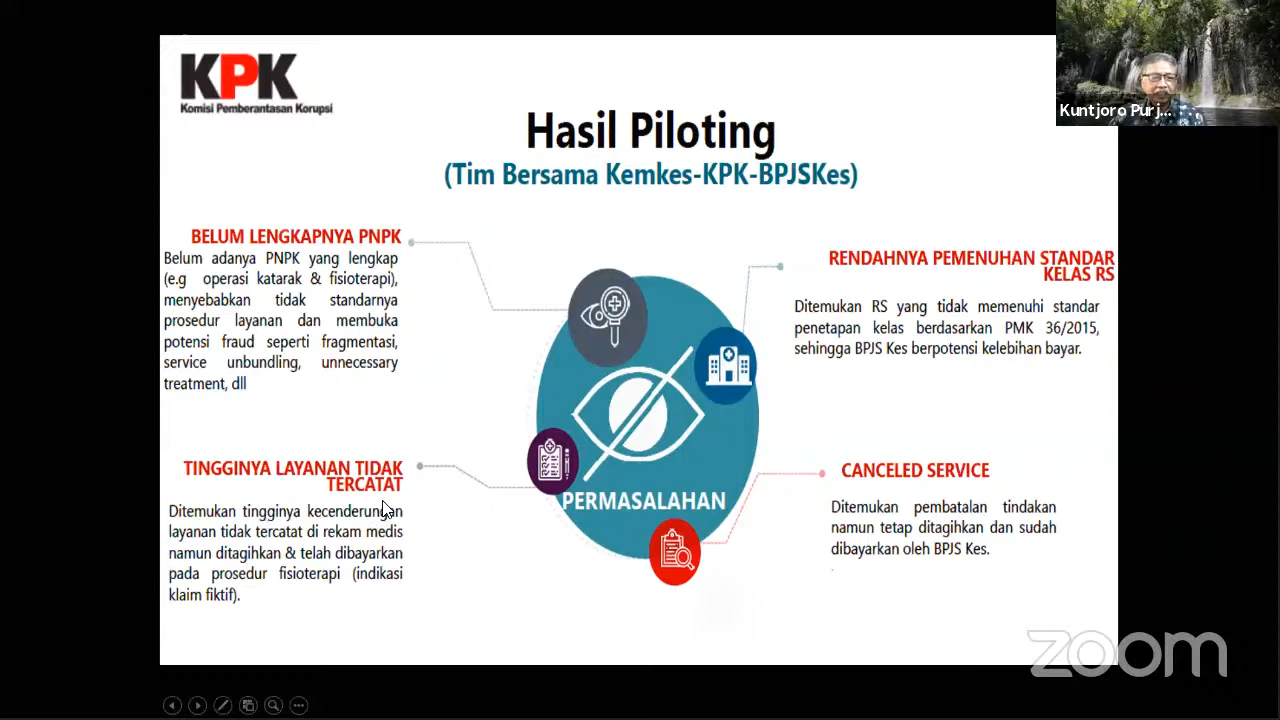 KPK
Komisi Pemberantasan Korupsi
Kuntjoro Purj...
Hasil Piloting
(Tim Bersama Kemkes-KPK-BPJSKes)
BELUM LENGKAPNYA PNPK
Belum adanya PNPK yang lengkap
(e.g operasi katarak & fisioterapi),
menyebabkan tidak standarnya
prosedur layanan dan membuka
potensi fraud seperti fragmentasi,
service unbundling, unnecessary
treatment, dll
RENDAHNYA PEMENUHAN STANDAR
KELAS RS
Ditemukan RS yang tidak memenuhi standar
penetapan kelas berdasarkan PMK 36/2015,
sehingga BPJS Kes berpotensi kelebihan bayar.
TINGGINYA LAYANAN TIDAK
TERCATAT
Ditemukan tingginya kecenderungan
layanan tidak tercatat di rekam medis
namun ditagihkan & telah dibayarkan
pada prosedur fisioterapi (indikasi
klaim fiktif).
PERMASALAHAN
CANCELED SERVICE
Ditemukan pembatalan tindakan
namun tetap ditagihkan dan sudah
dibayarkan oleh BPJS Kes.
.
zoom